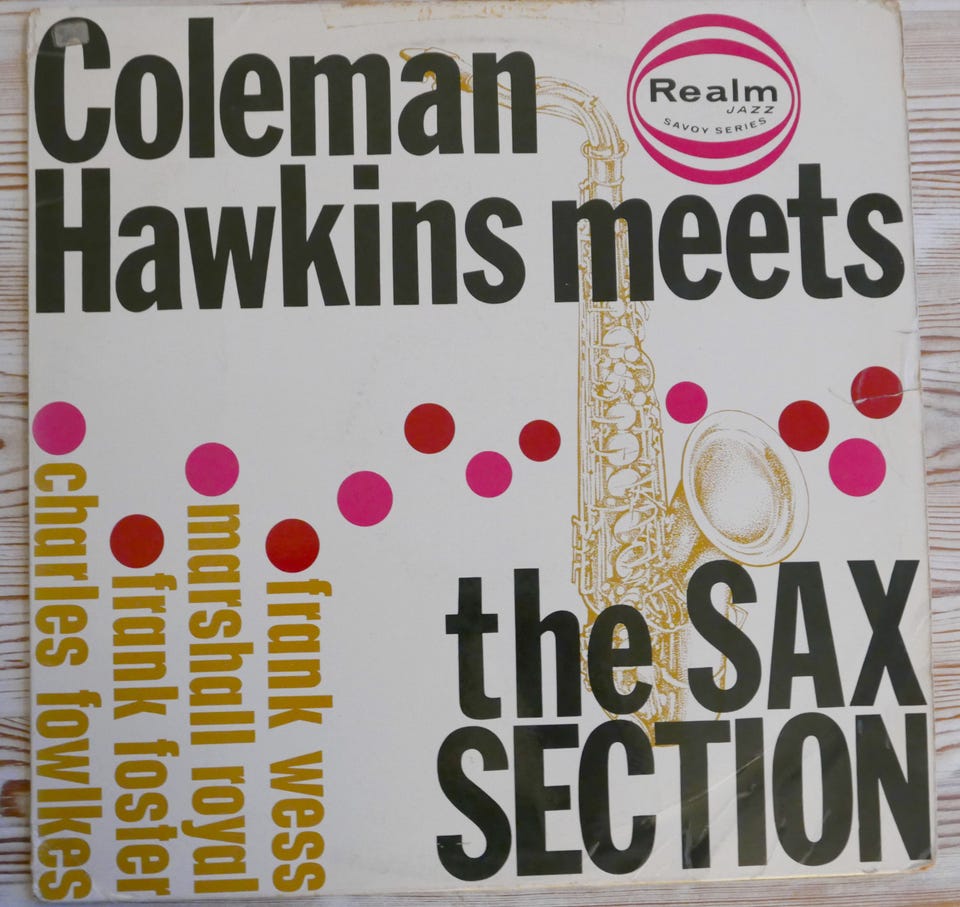 Coleman
Realm
JAZZ
SAVOY SERIES
Hawkins meets
charles fowlkes
frank foster
marshall royal
frank wess
the SAX
SECTION